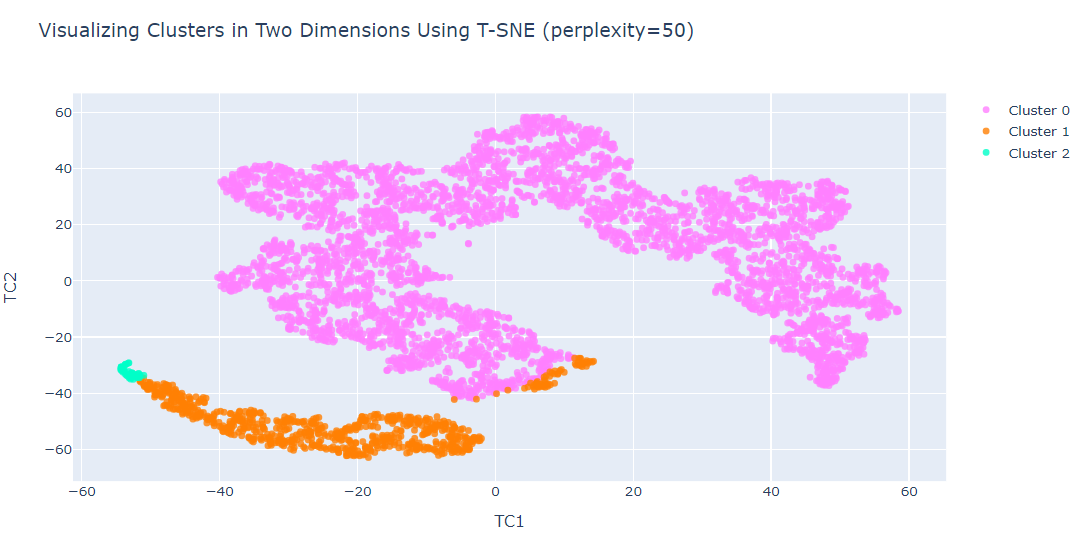 Visualizing Clusters in Two Dimensions Using T-SNE (perplexity=50)
Cluster 0
Cluster 1
Cluster 2
60
40
20
0
−20
−40
−60
TC2
−60
−40
−20
0
20
40
60
TC1